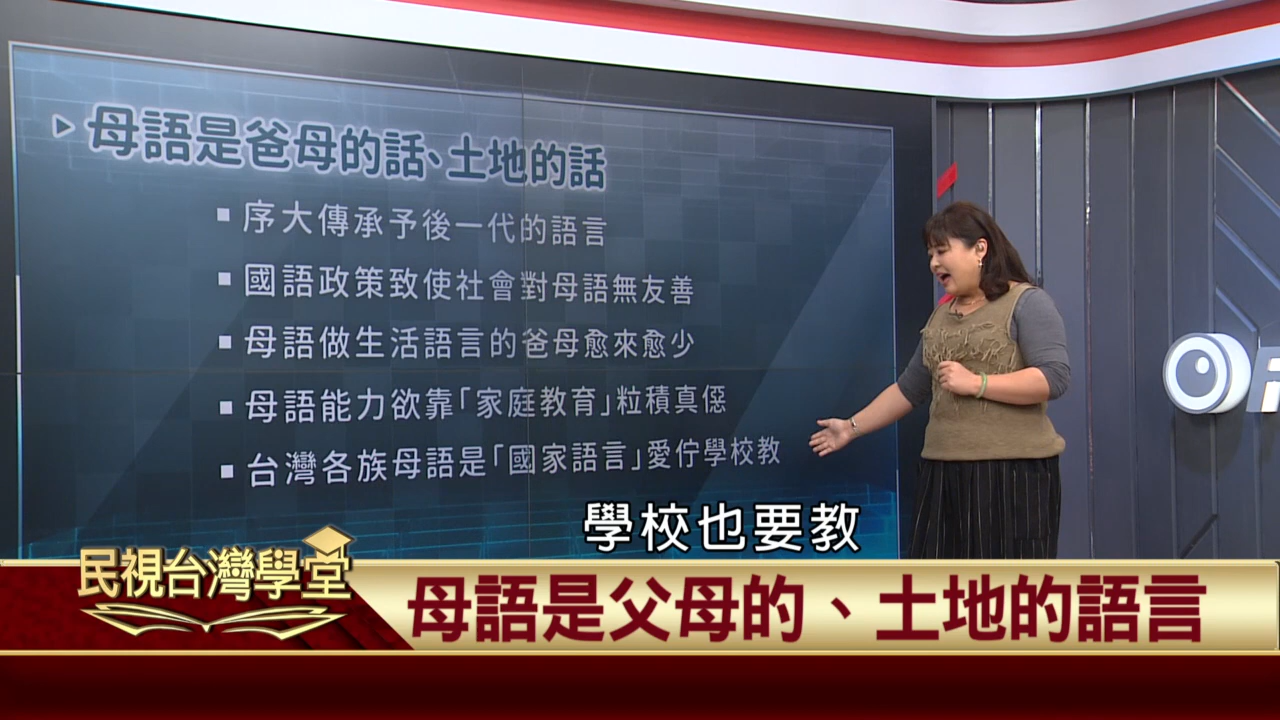 母語是爸母的話、土地的話
▪ 序大傳承予後一代的語言
▪ 國語政策致使社會對母語無友善
▪ 母語做生活語言的爸母愈來愈少
▪ 母語能力欲靠「家庭教育」粒積真僫
▪ 台灣各族母語是「國家語言」愛佇學校教
學校也要教
民視台灣學堂
母語是父母的、土地的語言